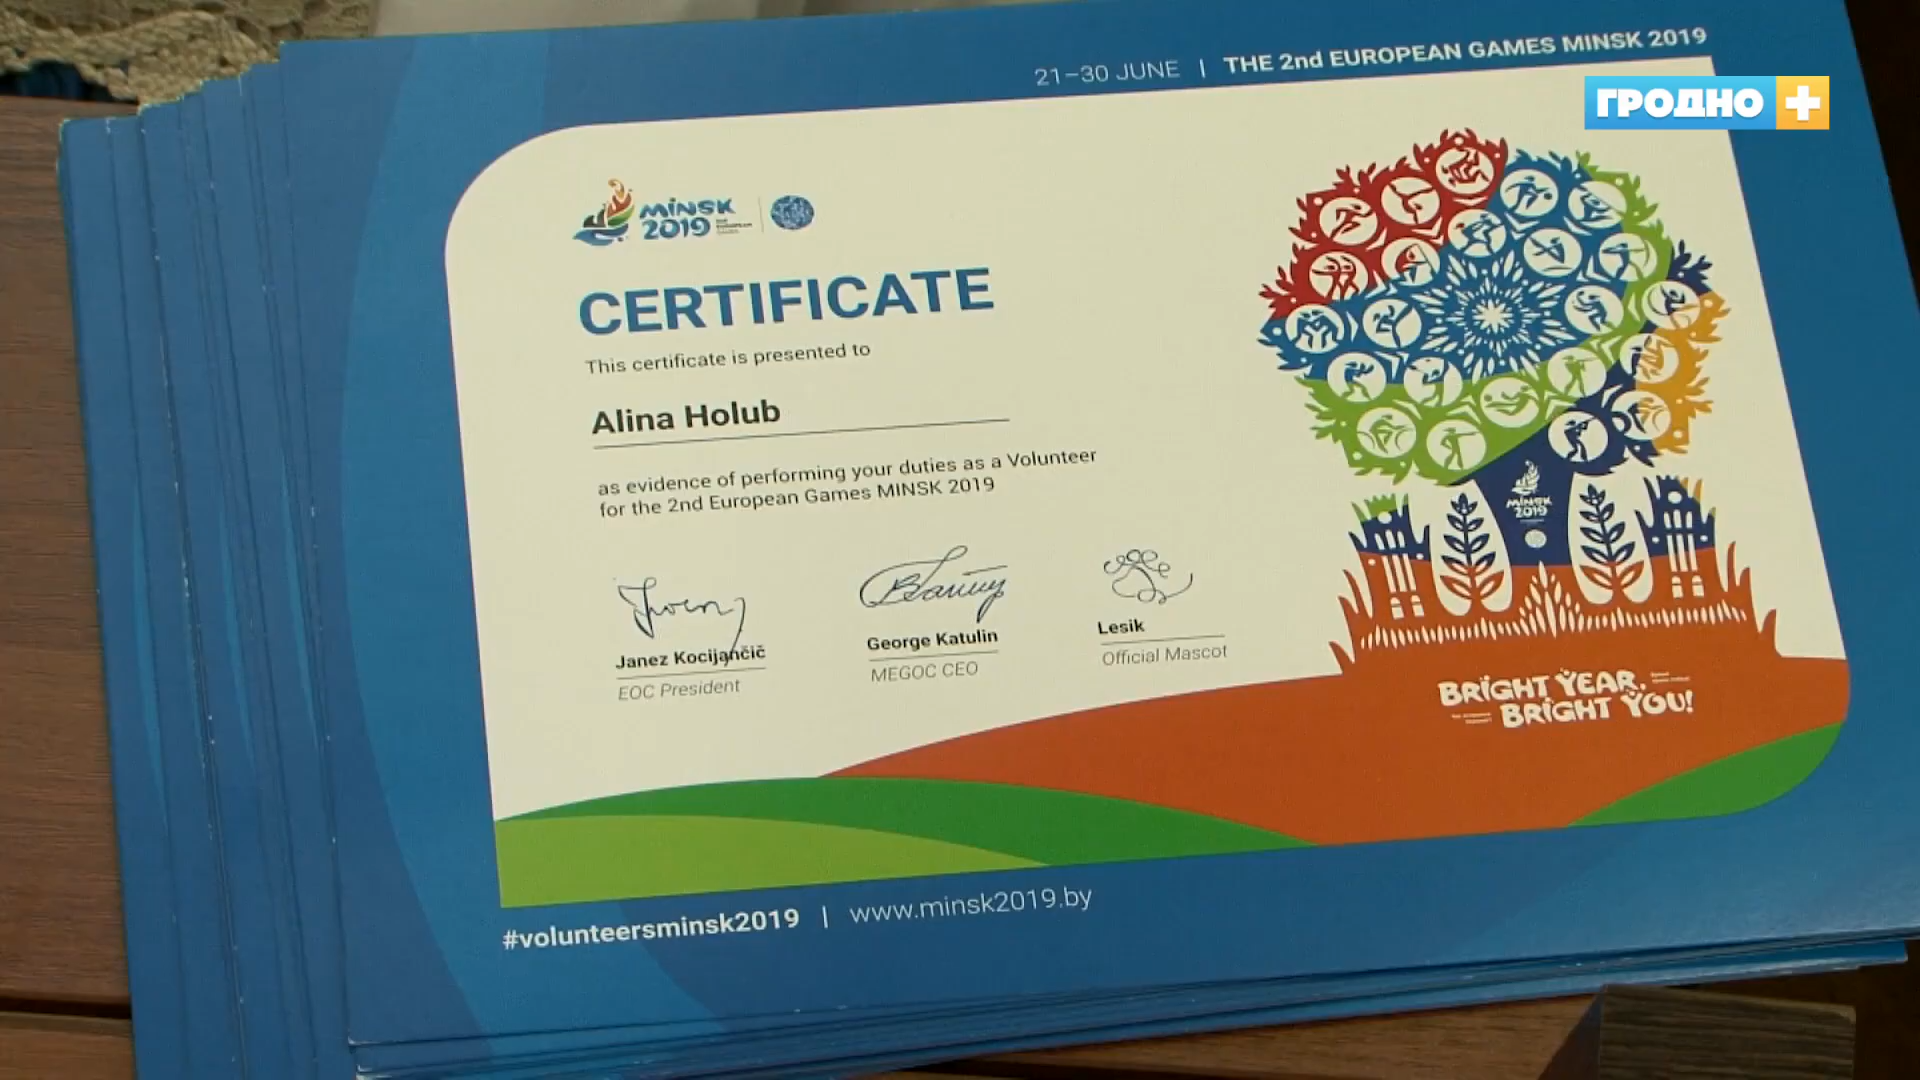 21–30 JUNE | THE 2nd EUROPEAN GAMES MINSK 2019
ГРОДНО +
MINSK
2019
CERTIFICATE
This certificate is presented to
Alina Holub
as evidence of performing your duties as a Volunteer
for the 2nd European Games MINSK 2019
Janez Kocijančič
EOC President
George Katulin
MEGOC CEO
Lesik
Official Mascot
MINSK
2019
BRIGHT YEAR,
BRIGHT YOU!
#volunteersminsk2019 | www.minsk2019.by